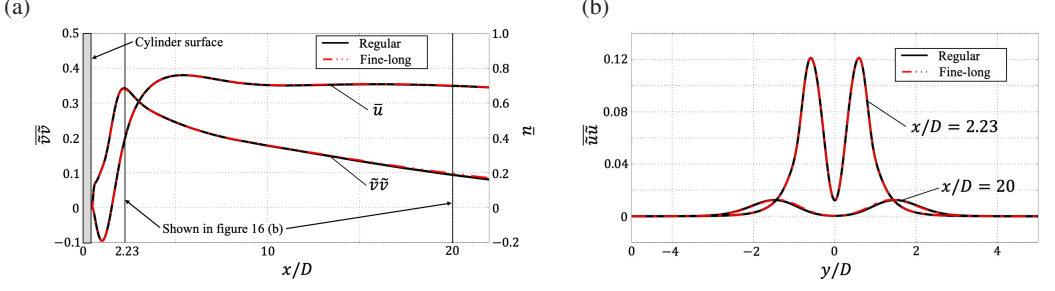 (a)
0.5
0.4
0.3
0.2
0.1
0
−0.1
1.0
0.8
0.6
0.4
0.2
0
−0.2
Cylinder surface
Regular
Fine-long
ū
ṽṽ
Shown in figure 16 (b)
0
2.23
10
20
x/D
ṽṽ
ū
(b)
0.12
0.08
0.04
0
Regular
Fine-long
x/D = 2.23
x/D = 20
−4
−2
0
2
4
y/D
ũũ